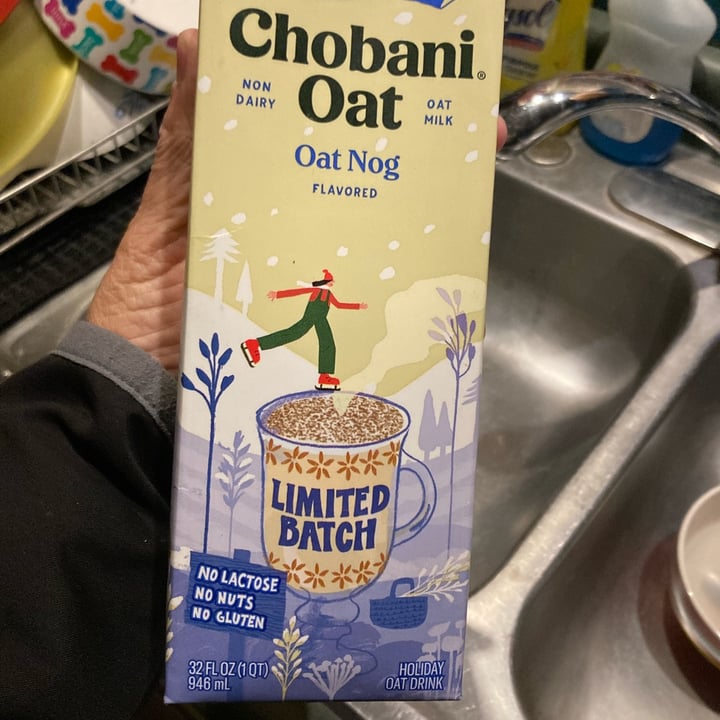 Chobani®
Oat
NON
DAIRY
OAT
MILK
Oat Nog
FLAVORED
LIMITED
BATCH
NO LACTOSE
NO NUTS
NO GLUTEN
32 FL OZ (1 QT)
946 mL
HOLIDAY
OAT DRINK